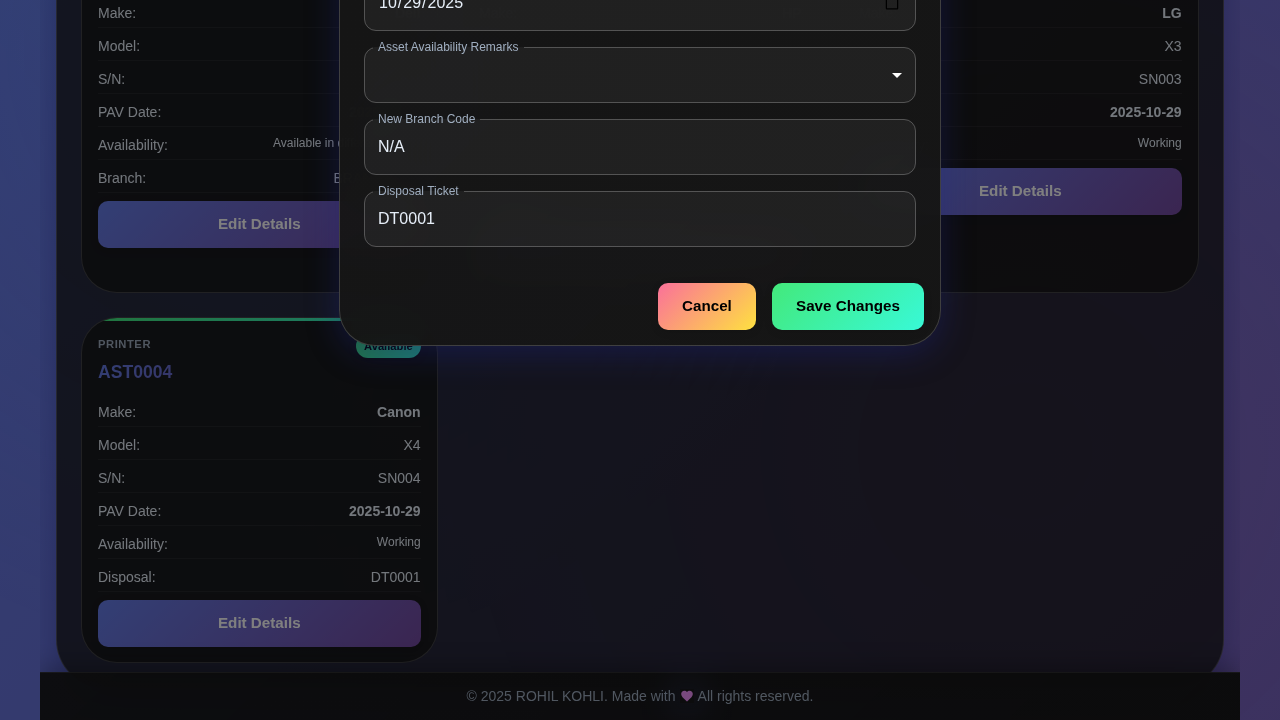 Make:
Model:
S/N:
PAV Date:
Availability:
Available in
Branch:
Edit Details
10/29/2025
Asset Availability Remarks
New Branch Code
N/A
Disposal Ticket
DT0001
Cancel
Save Changes
LG
X3
SN003
2025-10-29
Working
Edit Details
PRINTER
Available
AST0004
Make:
Canon
Model:
X4
S/N:
SN004
PAV Date:
2025-10-29
Availability:
Working
Disposal:
DT0001
Edit Details
© 2025 ROHIL KOHLI. Made with All rights reserved.